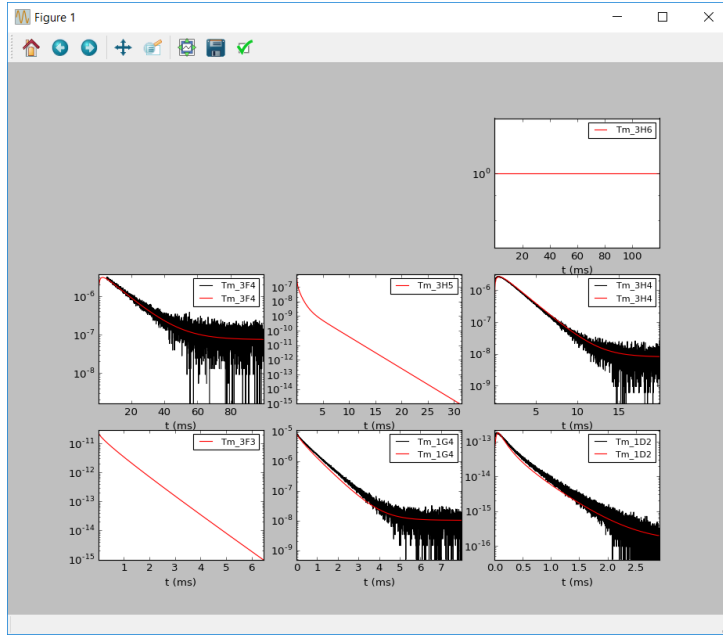 Figure 1
Tm_3H6
10^0
20 40 60 80 100
t (ms)
Tm_3F4
Tm_3F4
10^-6
10^-7
10^-8
20 40 60 80
Tm_3H5
10^-7
10^-8
10^-9
10^-10
10^-11
10^-12
10^-13
10^-14
10^-15
5 10 15 20 25 30
Tm_3H4
Tm_3H4
10^-6
10^-7
10^-8
10^-9
5 10 15
t (ms)
Tm_3F3
10^-11
10^-12
10^-13
10^-14
10^-15
1 2 3 4 5 6
t (ms)
Tm_1G4
Tm_1G4
10^-5
10^-6
10^-7
10^-8
10^-9
0 1 2 3 4 5 6 7
t (ms)
Tm_1D2
Tm_1D2
10^-13
10^-14
10^-15
10^-16
0.0 0.5 1.0 1.5 2.0 2.5
t (ms)